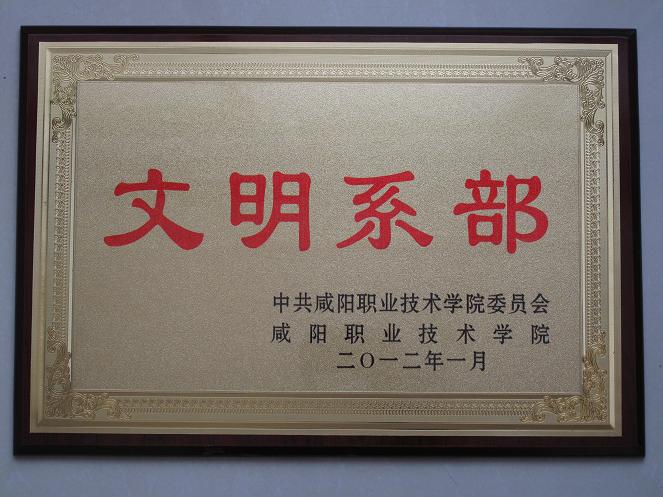 文明系部
中共咸阳职业技术学院委员会
咸阳职业技术学院
二〇一二年一月